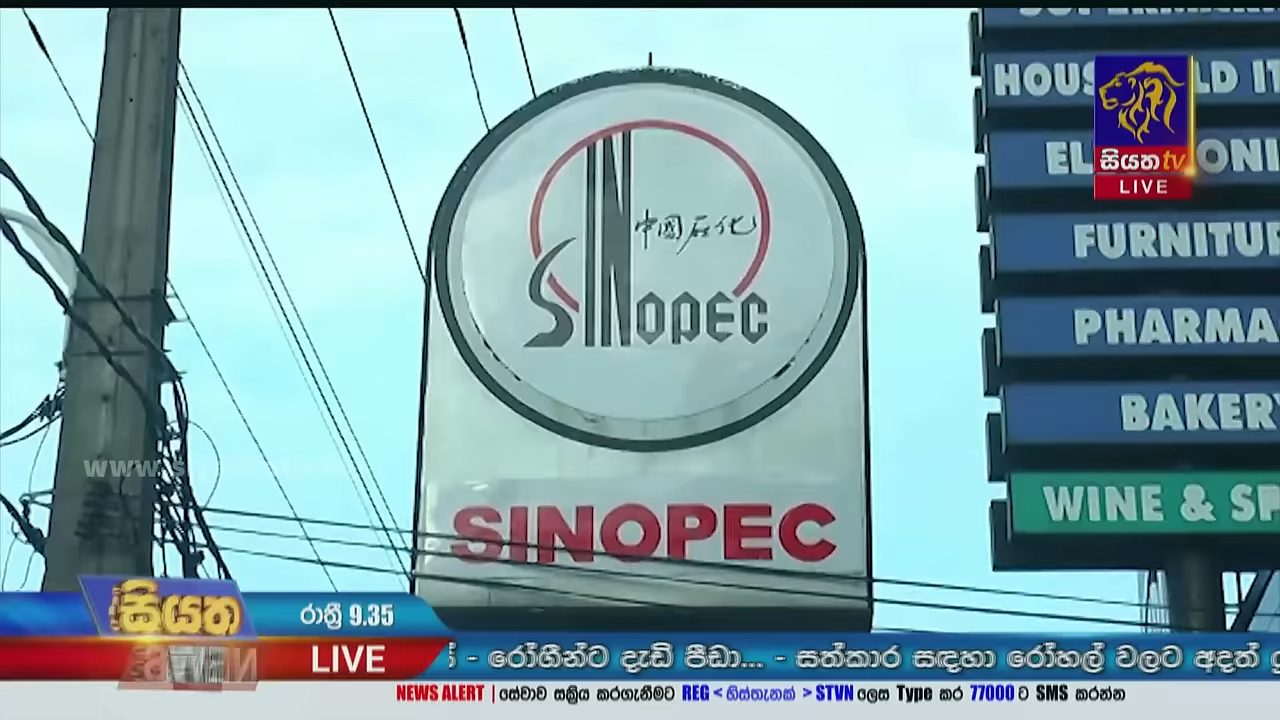 HOUS
LD IT
EL
ONI
FURNITU
PHARMA
BAKERY
WINE & SP
සියත tv
LIVE
中國石化
SINOPEC
SINOPEC
www.s
සියත
රාත්‍රී 9.35
LIVE
- රෝගීන්ට දැඩි පීඩා... - සත්කාර සඳහා රෝහල් වලට අදත්
NEWS ALERT | සේවාව සක්‍රිය කරගැනීමට REG < හිස්තැනක් > STVN ලෙස Type කර 77000 ට SMS කරන්න